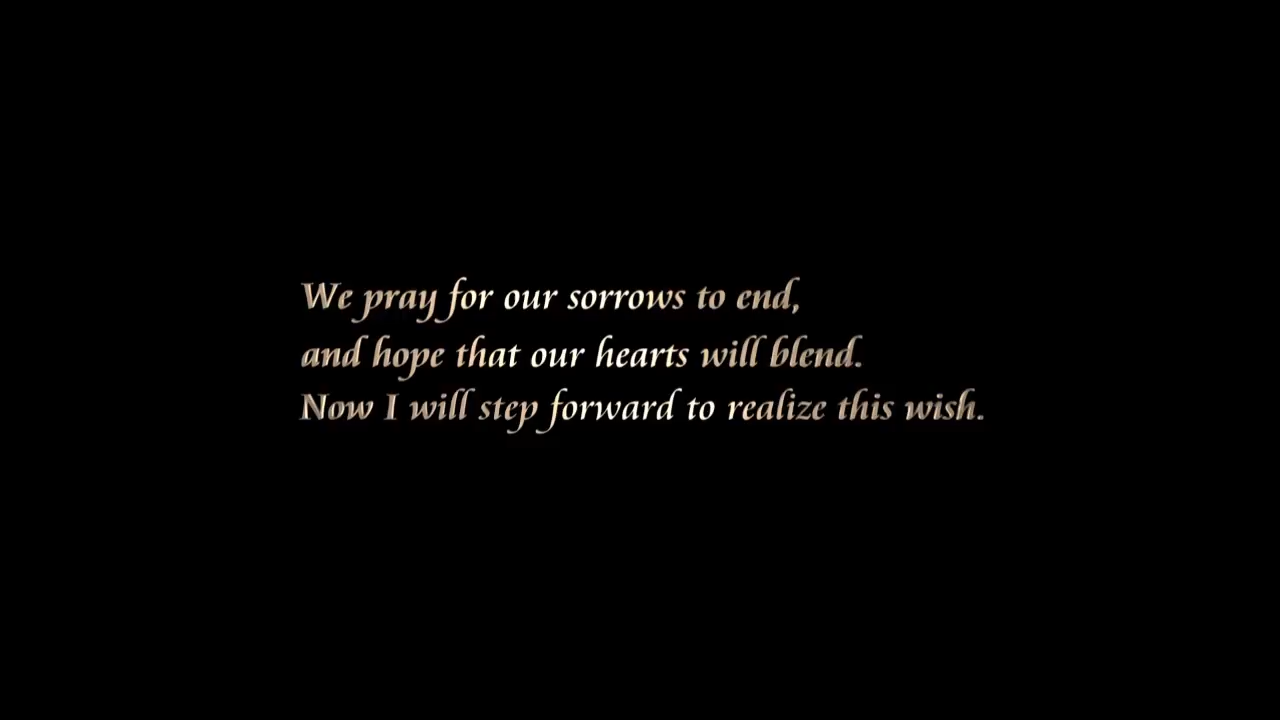 We pray for our sorrows to end,
and hope that our hearts will blend.
Now I will step forward to realize this wish.